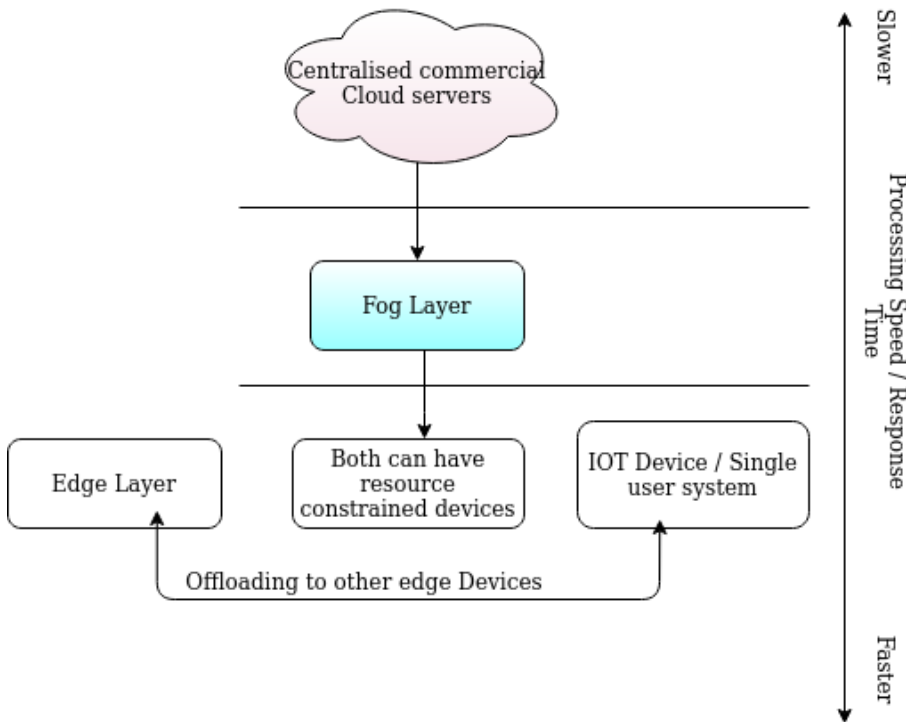 Centralised commercial
Cloud servers
Slower
Processing Speed / Response
Time
Fog Layer
Edge Layer
Both can have
resource
constrained devices
IOT Device / Single
user system
Offloading to other edge Devices
Faster